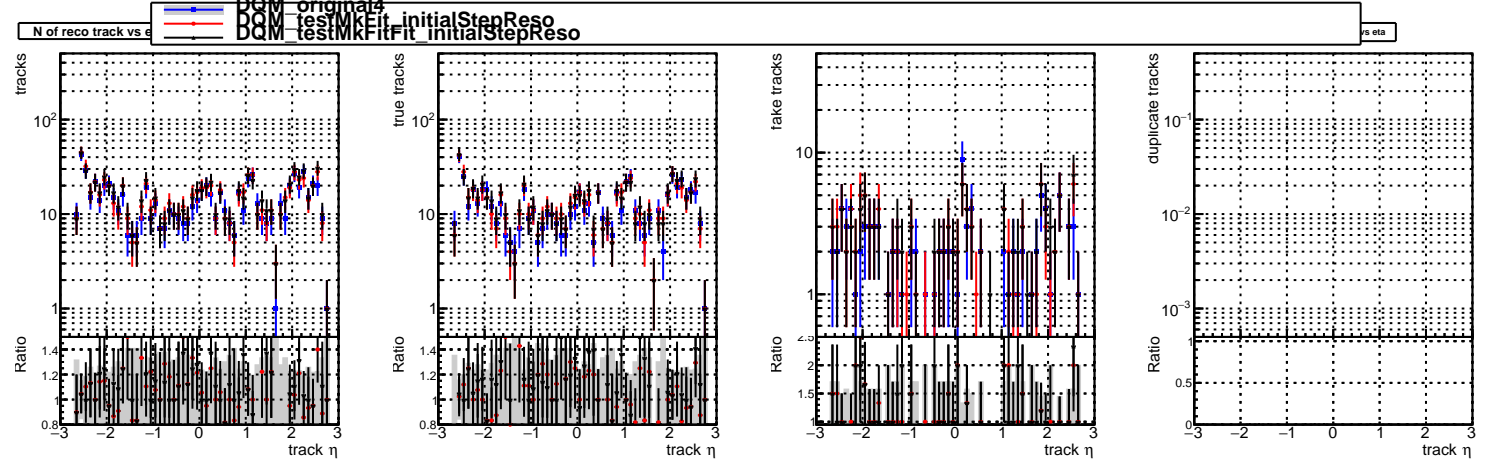 DQM_original4
DQM_testMkFit_initialStepReso
DQM_testMkFitFit_initialStepReso
N of reco track vs e
vs eta
tracks
10²
10
1
Ratio
1.4
1.2
1
0.8
−3 −2 −1 0 1 2 3
track η
true tracks
10²
10
1
Ratio
1.4
1.2
1
0.8
−3 −2 −1 0 1 2 3
track η
fake tracks
10
1
Ratio
2.5
2
1.5
1
−3 −2 −1 0 1 2 3
track η
duplicate tracks
10⁻¹
10⁻²
10⁻³
Ratio
1
0.5
0
−3 −2 −1 0 1 2 3
track η